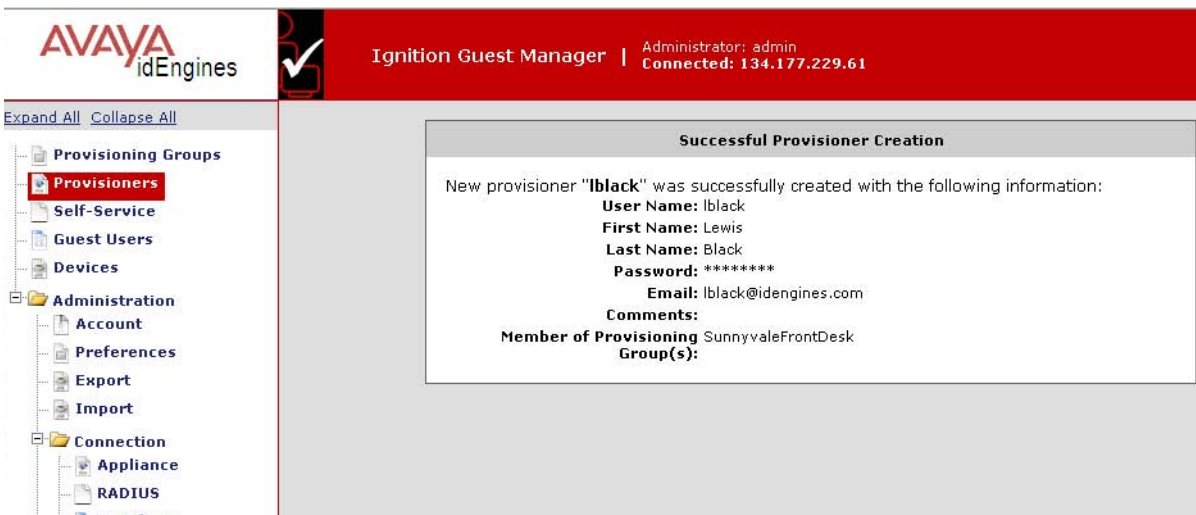 AVAYA
idEngines
Ignition Guest Manager | Administrator: admin
Connected: 134.177.229.61
Expand All Collapse All
Provisioning Groups
Provisioners
Self-Service
Guest Users
Devices
Administration
Account
Preferences
Export
Import
Connection
Appliance
RADIUS
Successful Provisioner Creation
New provisioner "lblack" was successfully created with the following information:
User Name: lblack
First Name: Lewis
Last Name: Black
Password: ********
Email: lblack@idengines.com
Comments:
Member of Provisioning SunnyvaleFrontDesk
Group(s):